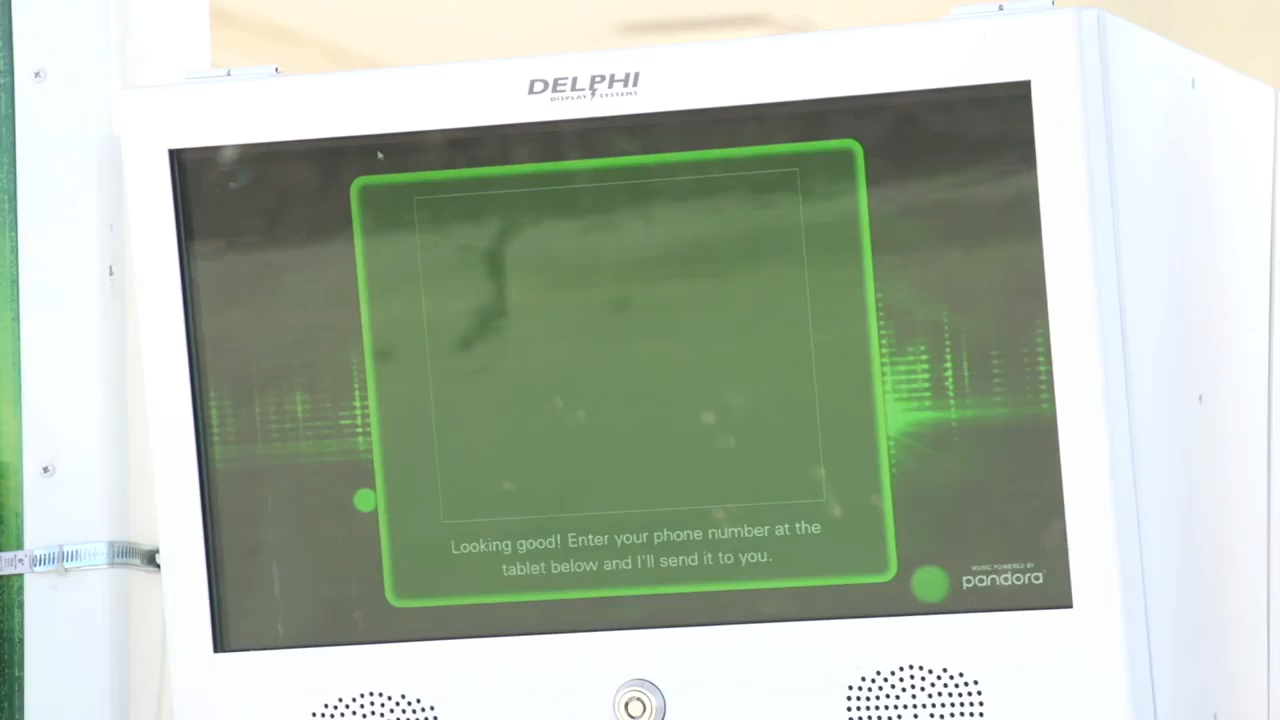 DELPHI
DISPLAY SYSTEMS
Looking good! Enter your phone number at the
tablet below and I'll send it to you.
MUSIC POWERED BY
pandora